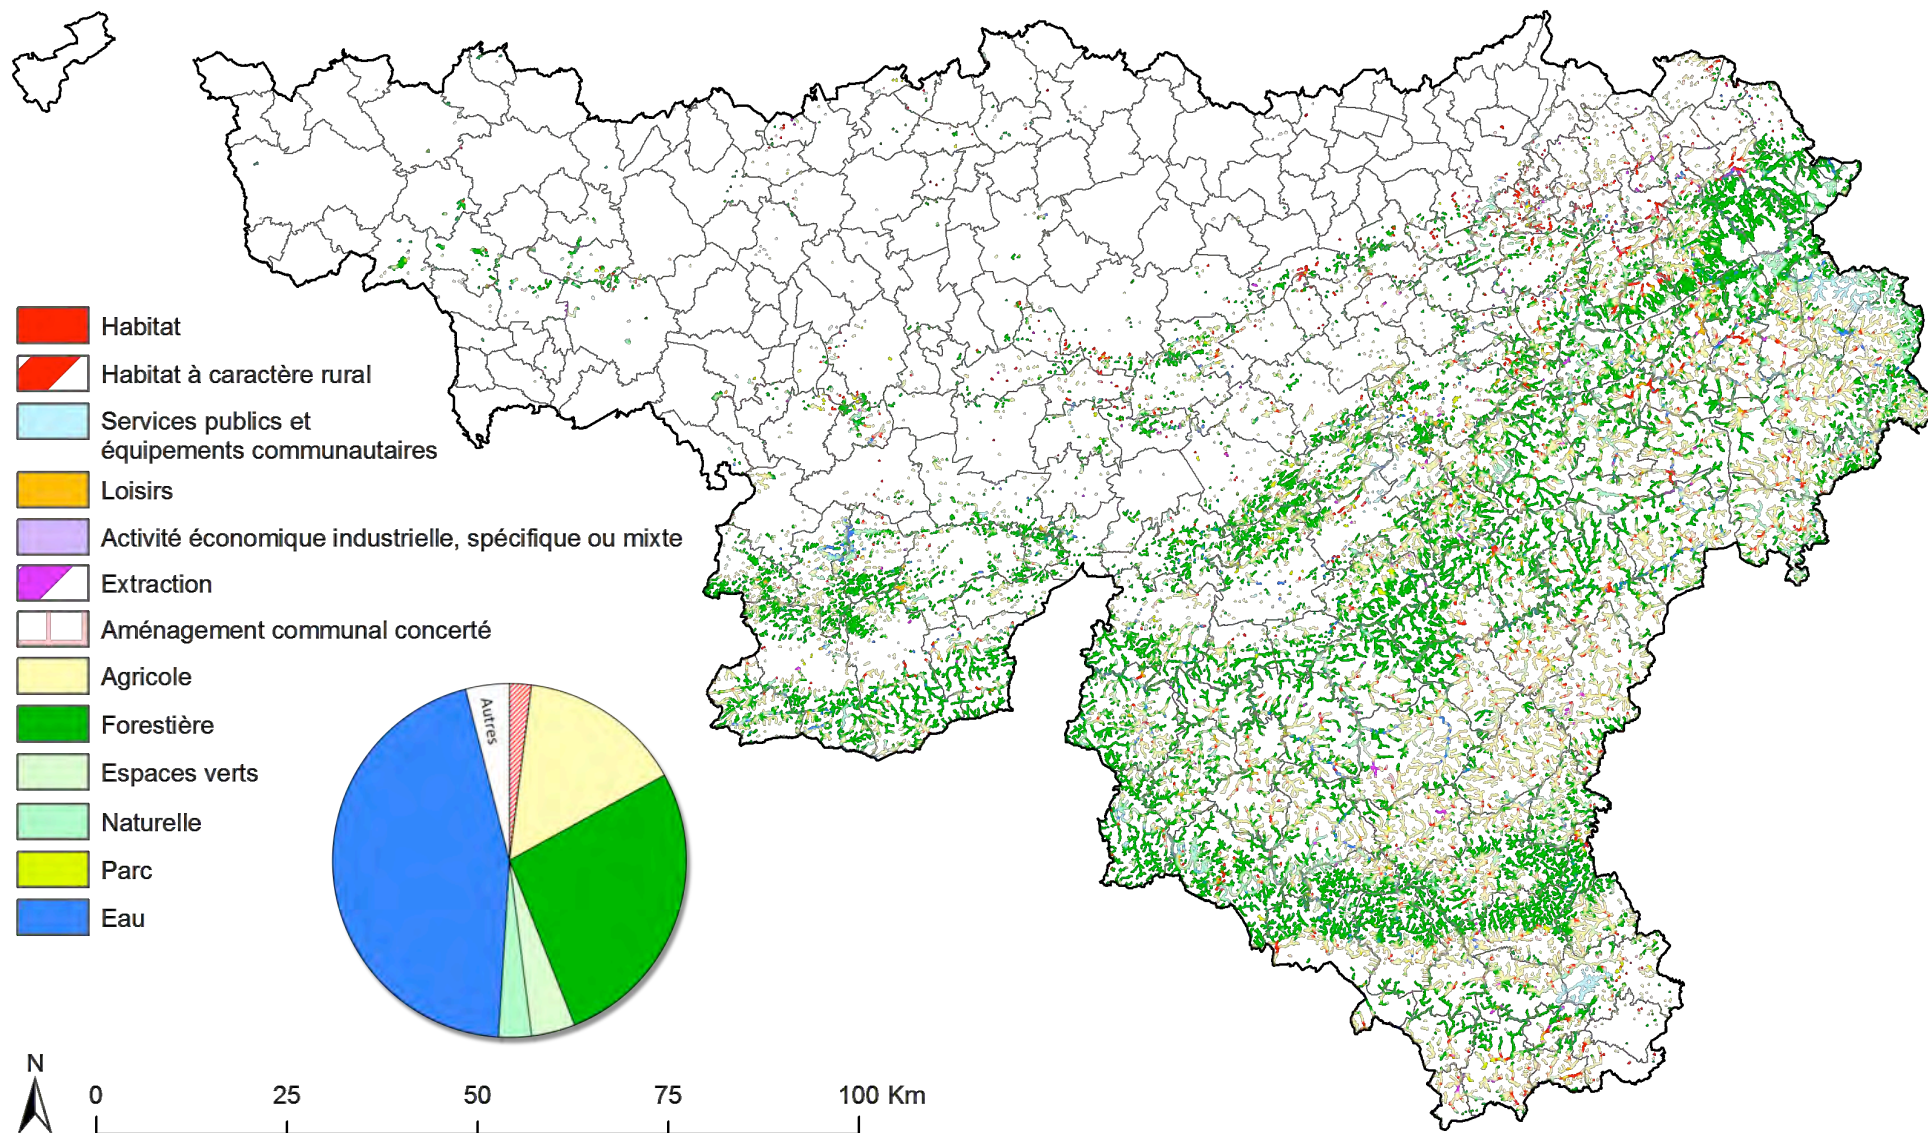 Habitat
Habitat à caractère rural
Services publics et
équipements communautaires
Loisirs
Activité économique industrielle, spécifique ou mixte
Extraction
Aménagement communal concerté
Agricole
Forestière
Espaces verts
Naturelle
Parc
Eau
Autres
N
0 25 50 75 100 Km